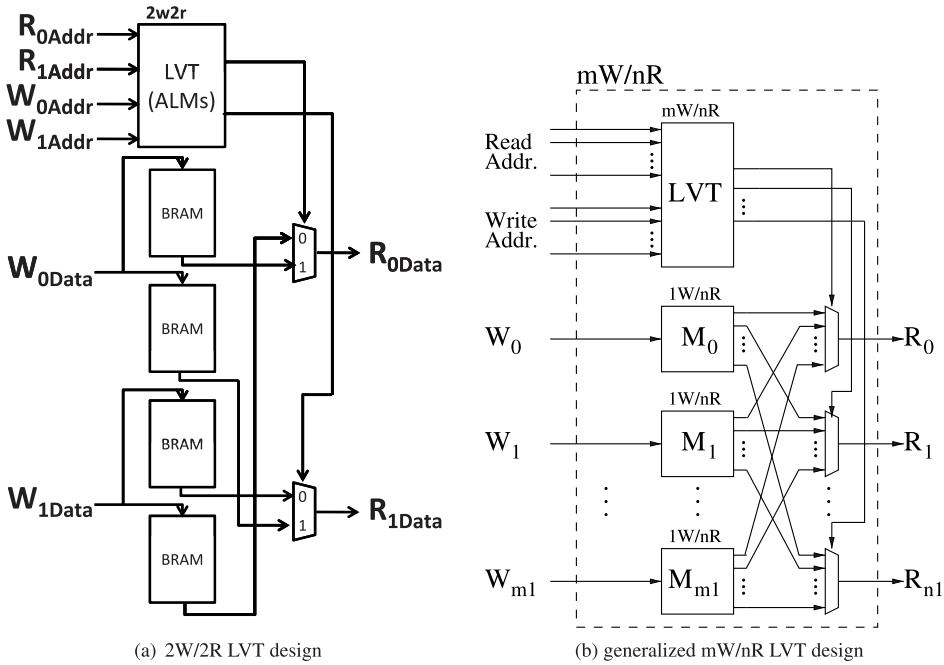 2w2r
R0Addr
R1Addr
W0Addr
W1Addr
LVT
(ALMs)
BRAM
0
1
R0Data
W0Data
BRAM
BRAM
W1Data
0
1
R1Data
BRAM
(a) 2W/2R LVT design
mW/nR
mW/nR
Read
Addr.
LVT
Write
Addr.
1W/nR
W0
M0
R0
1W/nR
W1
M1
R1
1W/nR
Wm1
Mm1
Rn1
(b) generalized mW/nR LVT design